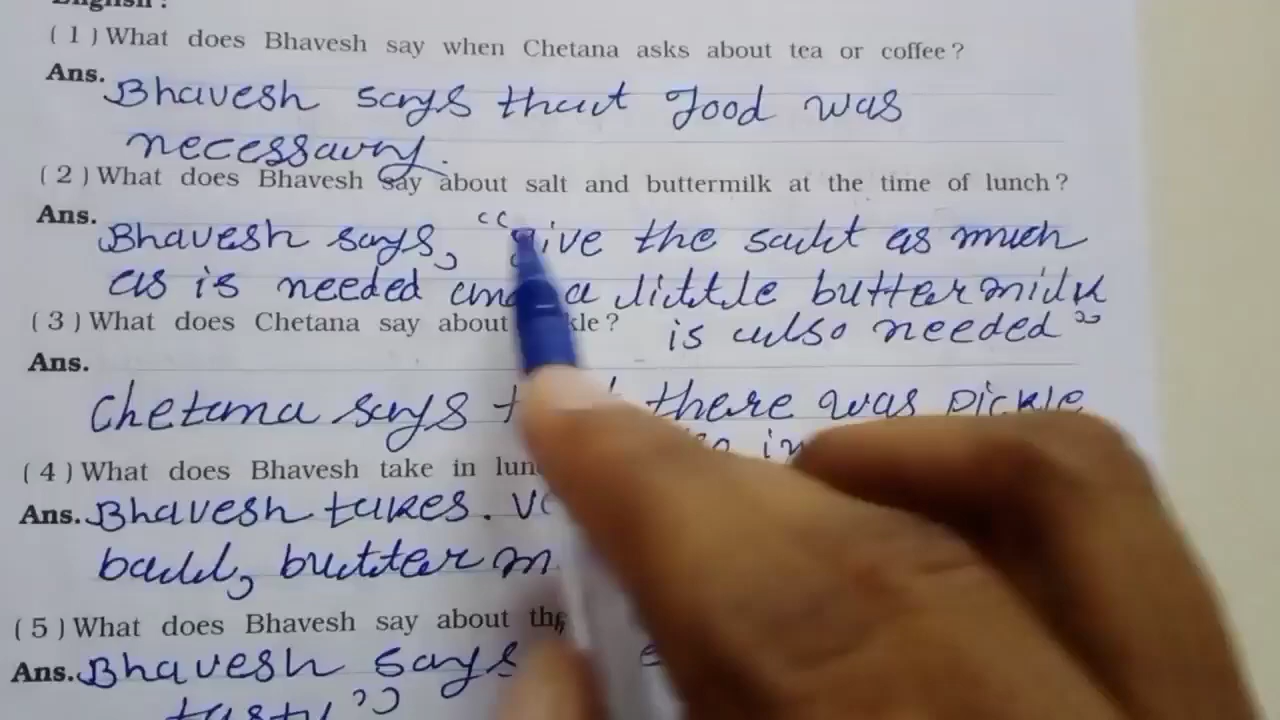 English :
( 1 ) What does Bhavesh say when Chetana asks about tea or coffee ?
Ans. Bhavesh says that food was
necessary.
( 2 ) What does Bhavesh say about salt and buttermilk at the time of lunch ?
Ans. Bhavesh says, "give the salt as much
as is needed and a little buttermilk
is also needed"
( 3 ) What does Chetana say about ?
Ans.
Chetana says there was pickle
in
( 4 ) What does Bhavesh take in
Ans. Bhavesh takes.
ball, butter m
( 5 ) What does Bhavesh say about the
Ans. Bhavesh says
tasty"